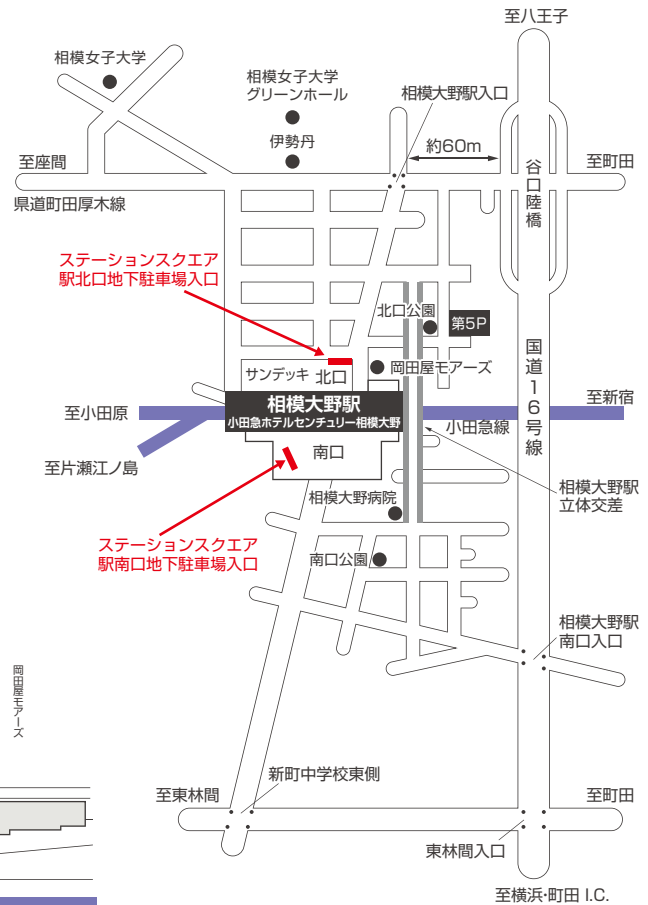 至八王子
相模女子大学
相模女子大学
グリーンホール
相模大野駅入口
伊勢丹
約60m
至座間
至町田
谷口陸橋
県道町田厚木線
ステーションスクエア
駅北口地下駐車場入口
北口公園
第5P
国道16号線
サンデッキ
北口
岡田屋モアーズ
至小田原
相模大野駅
小田急ホテルセンチュリー相模大野
小田急線
至新宿
至片瀬江ノ島
南口
相模大野病院
相模大野駅
立体交差
ステーションスクエア
駅南口地下駐車場入口
南口公園
相模大野駅
南口入口
岡田屋モアーズ
新町中学校東側
至東林間
至町田
東林間入口
至横浜・町田 I.C.